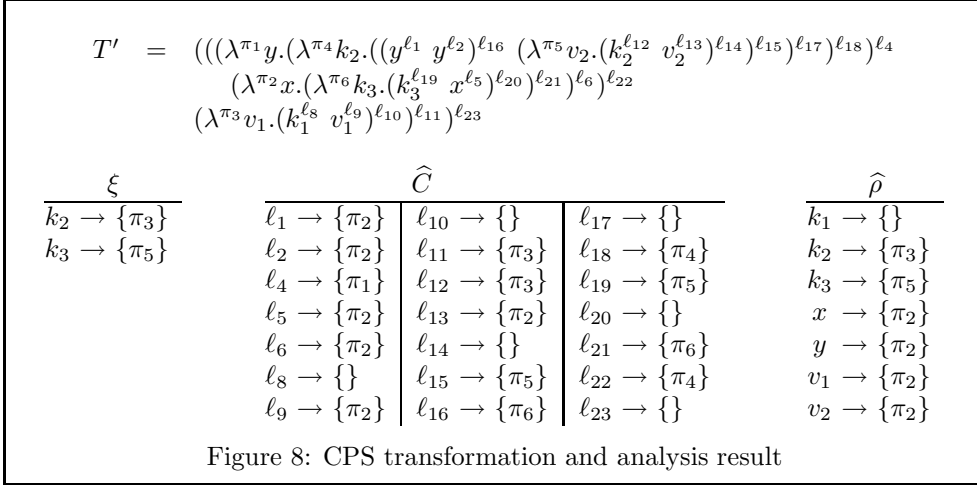 T′ = (((λ^{π₁}y.(λ^{π₄}k₂.((y^{ℓ₁} y^{ℓ₂})^{ℓ₁₆} (λ^{π₅}v₂.(k₂^{ℓ₁₂} v₂^{ℓ₁₃})^{ℓ₁₄})^{ℓ₁₅})^{ℓ₁₇})^{ℓ₁₈})^{ℓ₄}
(λ^{π₂}x.(λ^{π₆}k₃.(k₃^{ℓ₁₉} x^{ℓ₅})^{ℓ₂₀})^{ℓ₂₁})^{ℓ₆})^{ℓ₂₂}
(λ^{π₃}v₁.(k₁^{ℓ₈} v₁^{ℓ₉})^{ℓ₁₀})^{ℓ₁₁})^{ℓ₂₃}
ξ Ĉ ρ̂
k₂ → {π₃} ℓ₁ → {π₂} ℓ₁₀ → {} ℓ₁₇ → {} k₁ → {}
k₃ → {π₅} ℓ₂ → {π₂} ℓ₁₁ → {π₃} ℓ₁₈ → {π₄} k₂ → {π₃}
ℓ₄ → {π₁} ℓ₁₂ → {π₃} ℓ₁₉ → {π₅} k₃ → {π₅}
ℓ₅ → {π₂} ℓ₁₃ → {π₂} ℓ₂₀ → {} x → {π₂}
ℓ₆ → {π₂} ℓ₁₄ → {} ℓ₂₁ → {π₆} y → {π₂}
ℓ₈ → {} ℓ₁₅ → {π₅} ℓ₂₂ → {π₄} v₁ → {π₂}
ℓ₉ → {π₂} ℓ₁₆ → {π₆} ℓ₂₃ → {} v₂ → {π₂}
Figure 8: CPS transformation and analysis result